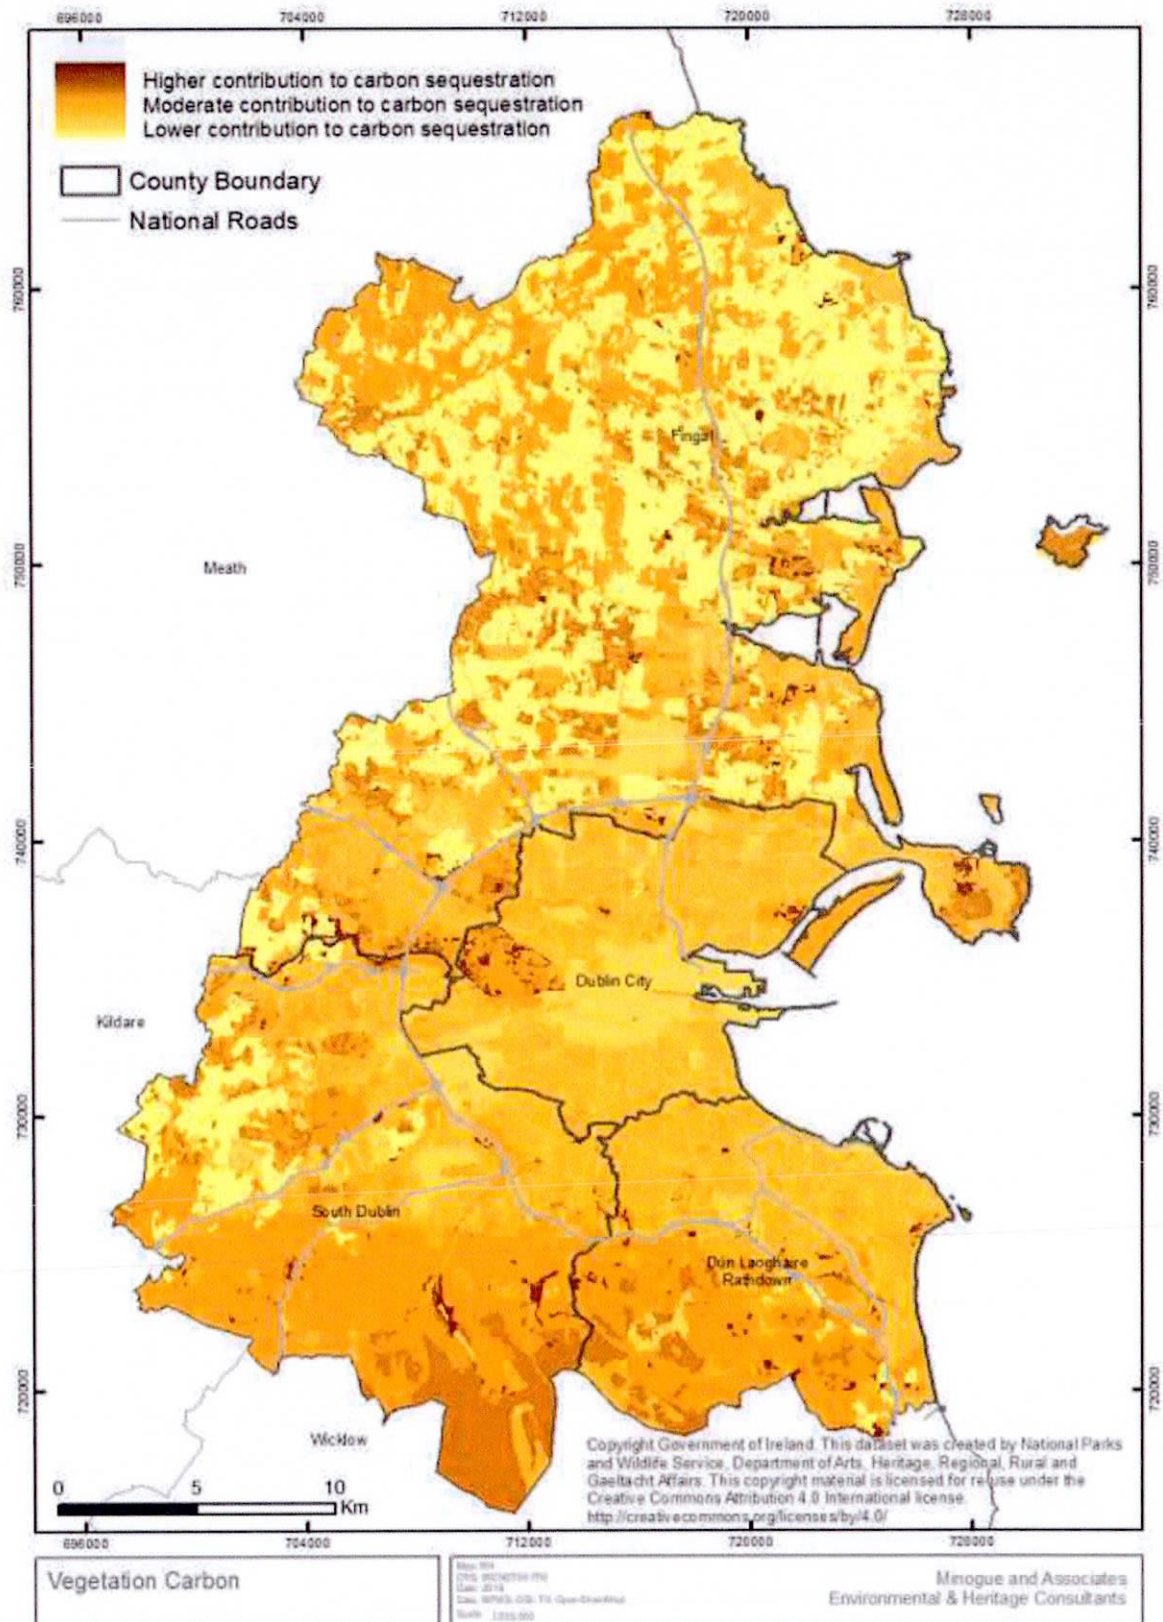 696000 704000 712000 720000 728000
Higher contribution to carbon sequestration
Moderate contribution to carbon sequestration
Lower contribution to carbon sequestration
County Boundary
National Roads
760000 760000
Fingal
750000 750000
Meath
740000 740000
Dublin City
Kildare
730000 730000
South Dublin
Dún Laoghaire
Rathdown
720000 720000
Wicklow
Copyright Government of Ireland. This dataset was created by National Parks
and Wildlife Service, Department of Arts, Heritage, Regional, Rural and
Gaeltacht Affairs. This copyright material is licensed for re-use under the
Creative Commons Attribution 4.0 International license.
http://creativecommons.org/licenses/by/4.0/
0 5 10
Km
696000 704000 712000 720000 728000
Vegetation Carbon
Minogue and Associates
Environmental & Heritage Consultants